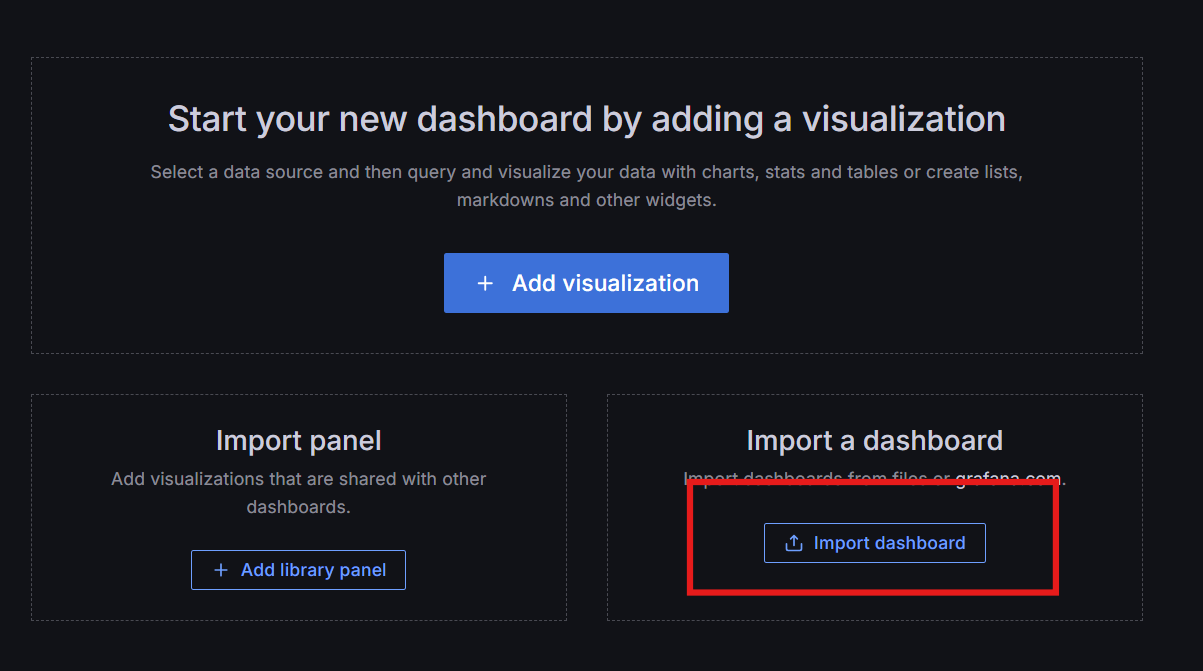 Start your new dashboard by adding a visualization
Select a data source and then query and visualize your data with charts, stats and tables or create lists,
markdowns and other widgets.
Add visualization
Import panel
Add visualizations that are shared with other
dashboards.
Add library panel
Import a dashboard
Import dashboards from files or grafana.com.
Import dashboard